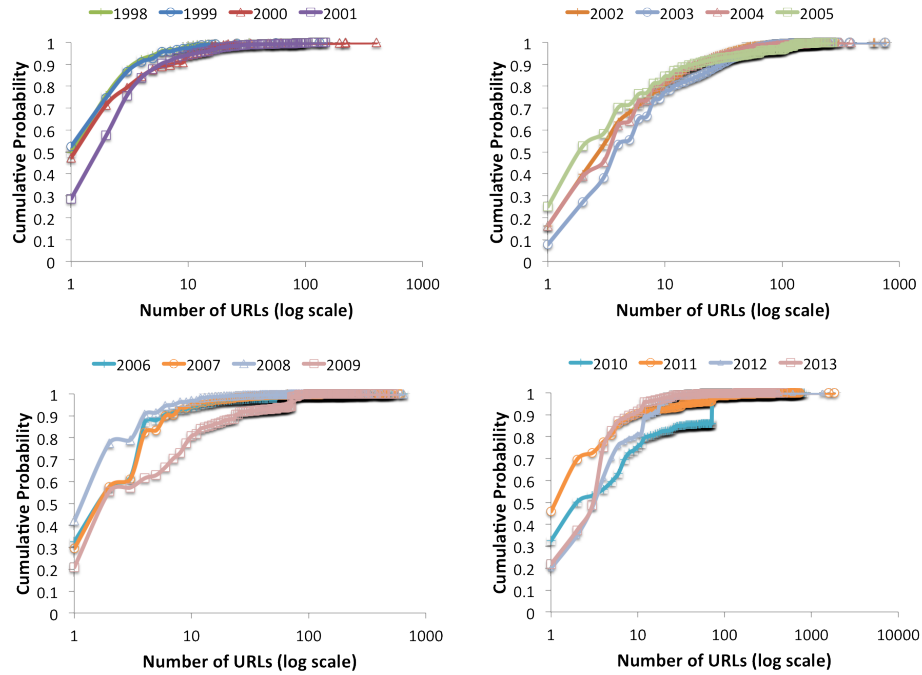 1998 1999 2000 2001
Cumulative Probability
1
0.9
0.8
0.7
0.6
0.5
0.4
0.3
0.2
0.1
0
1 10 100 1000
Number of URLs (log scale)
2002 2003 2004 2005
Cumulative Probability
1
0.9
0.8
0.7
0.6
0.5
0.4
0.3
0.2
0.1
0
1 10 100 1000
Number of URLs (log scale)
2006 2007 2008 2009
Cumulative Probability
1
0.9
0.8
0.7
0.6
0.5
0.4
0.3
0.2
0.1
0
1 10 100 1000
Number of URLs (log scale)
2010 2011 2012 2013
Cumulative Probability
1
0.9
0.8
0.7
0.6
0.5
0.4
0.3
0.2
0.1
0
1 10 100 1000 10000
Number of URLs (log scale)